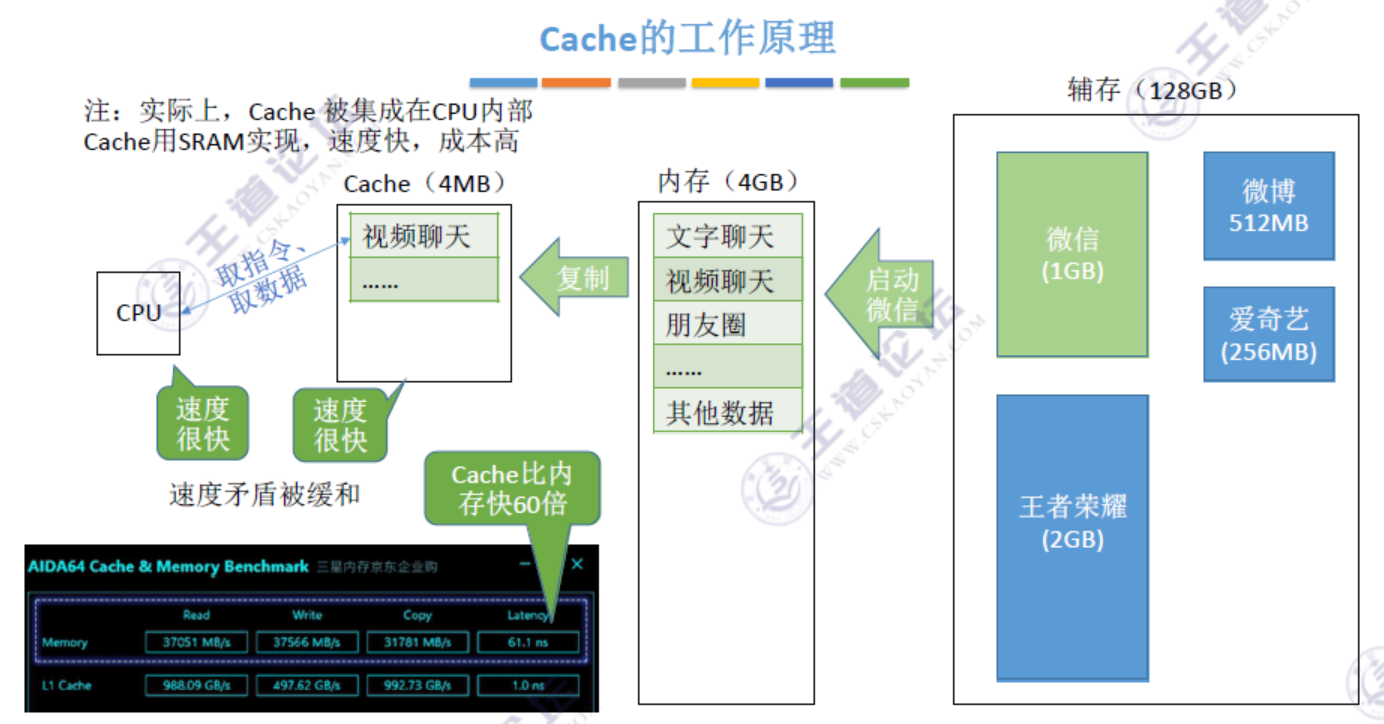 Cache的工作原理
注：实际上，Cache 被集成在CPU内部
Cache用SRAM实现，速度快，成本高
CPU
取指令、
取数据
速度
很快
Cache（4MB）
视频聊天
……
速度
很快
速度矛盾被缓和
复制
内存（4GB）
文字聊天
视频聊天
朋友圈
……
其他数据
启动
微信
辅存（128GB）
微信
(1GB)
微博
512MB
爱奇艺
(256MB)
王者荣耀
(2GB)
Cache比内
存快60倍
AIDA64 Cache & Memory Benchmark 三星内存京东企业购
Read Write Copy Latency
Memory 37051 MB/s 37566 MB/s 31781 MB/s 61.1 ns
L1 Cache 988.09 GB/s 497.62 GB/s 992.73 GB/s 1.0 ns
王道论坛
WWW.CSKAOYAN.COM